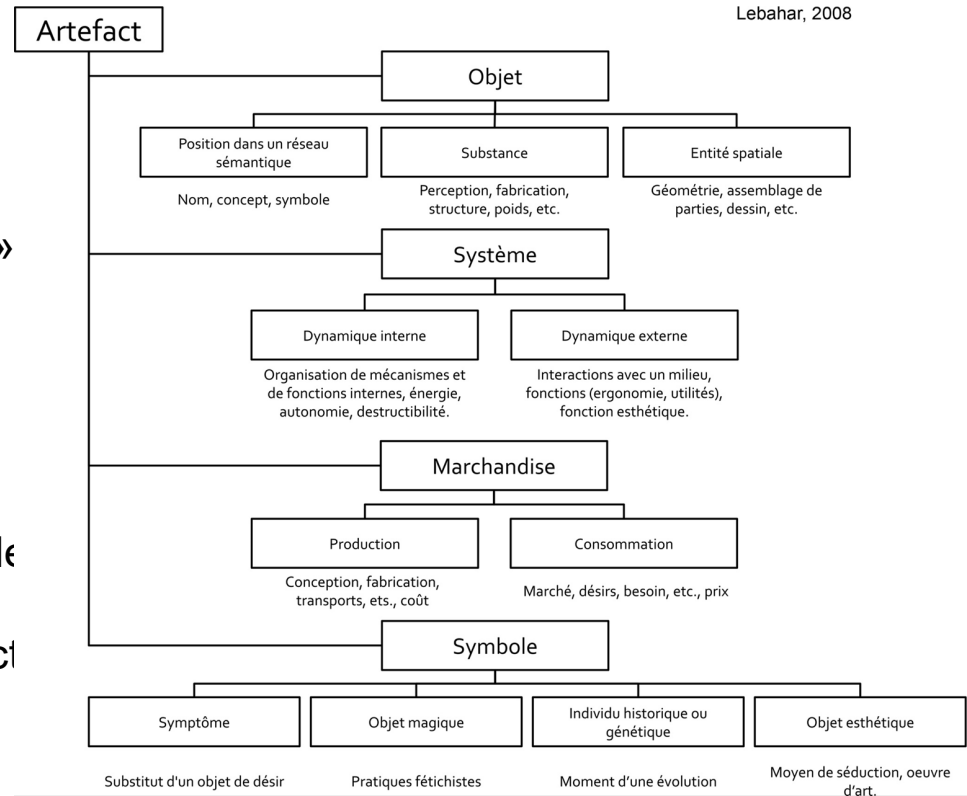 Lebahar, 2008
Artefact
Objet
Position dans un réseau
sémantique
Substance
Entité spatiale
Nom, concept, symbole
Perception, fabrication,
structure, poids, etc.
Géométrie, assemblage de
parties, dessin, etc.
»
Système
Dynamique interne
Dynamique externe
Organisation de mécanismes et
de fonctions internes, énergie,
autonomie, destructibilité.
Interactions avec un milieu,
fonctions (ergonomie, utilités),
fonction esthétique.
Marchandise
Production
Consommation
Conception, fabrication,
transports, ets., coût
Marché, désirs, besoin, etc., prix
Symbole
Symptôme
Objet magique
Individu historique ou
génétique
Objet esthétique
Substitut d'un objet de désir
Pratiques fétichistes
Moment d'une évolution
Moyen de séduction, oeuvre
d'art.